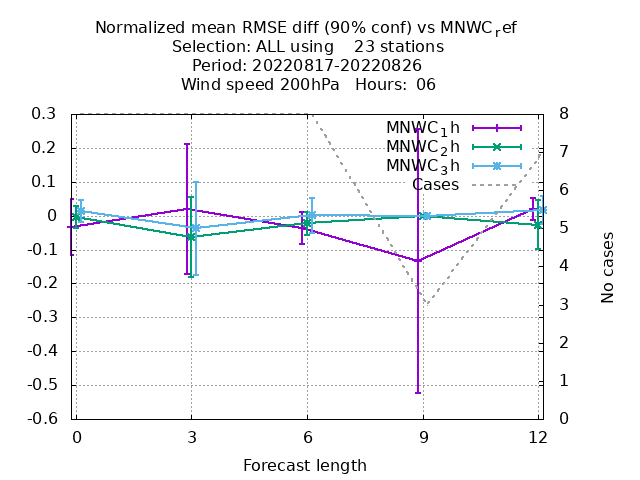 Normalized mean RMSE diff (90% conf) vs MNWC_ref
Selection: ALL using 23 stations
Period: 20220817-20220826
Wind speed 200hPa Hours: 06
MNWC_1h
MNWC_2h
MNWC_3h
Cases
0.3
0.2
0.1
0
-0.1
-0.2
-0.3
-0.4
-0.5
-0.6
8
7
6
5
4
3
2
1
0
No cases
0 3 6 9 12
Forecast length